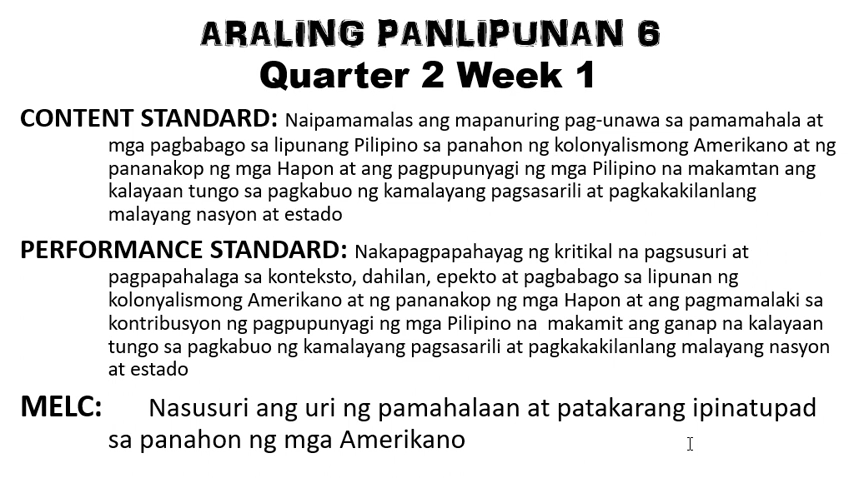 ARALING PANLIPUNAN 6
Quarter 2 Week 1
CONTENT STANDARD: Naipamamalas ang mapanuring pag-unawa sa pamamahala at
mga pagbabago sa lipunang Pilipino sa panahon ng kolonyalismong Amerikano at ng
pananakop ng mga Hapon at ang pagpupunyagi ng mga Pilipino na makamtan ang
kalayaan tungo sa pagkabuo ng kamalayang pagsasarili at pagkakakilanlang
malayang nasyon at estado
PERFORMANCE STANDARD: Nakapagpapahayag ng kritikal na pagsusuri at
pagpapahalaga sa konteksto, dahilan, epekto at pagbabago sa lipunan ng
kolonyalismong Amerikano at ng pananakop ng mga Hapon at ang pagmamalaki sa
kontribusyon ng pagpupunyagi ng mga Pilipino na makamit ang ganap na kalayaan
tungo sa pagkabuo ng kamalayang pagsasarili at pagkakakilanlang malayang nasyon
at estado
MELC: Nasusuri ang uri ng pamahalaan at patakarang ipinatupad
sa panahon ng mga Amerikano